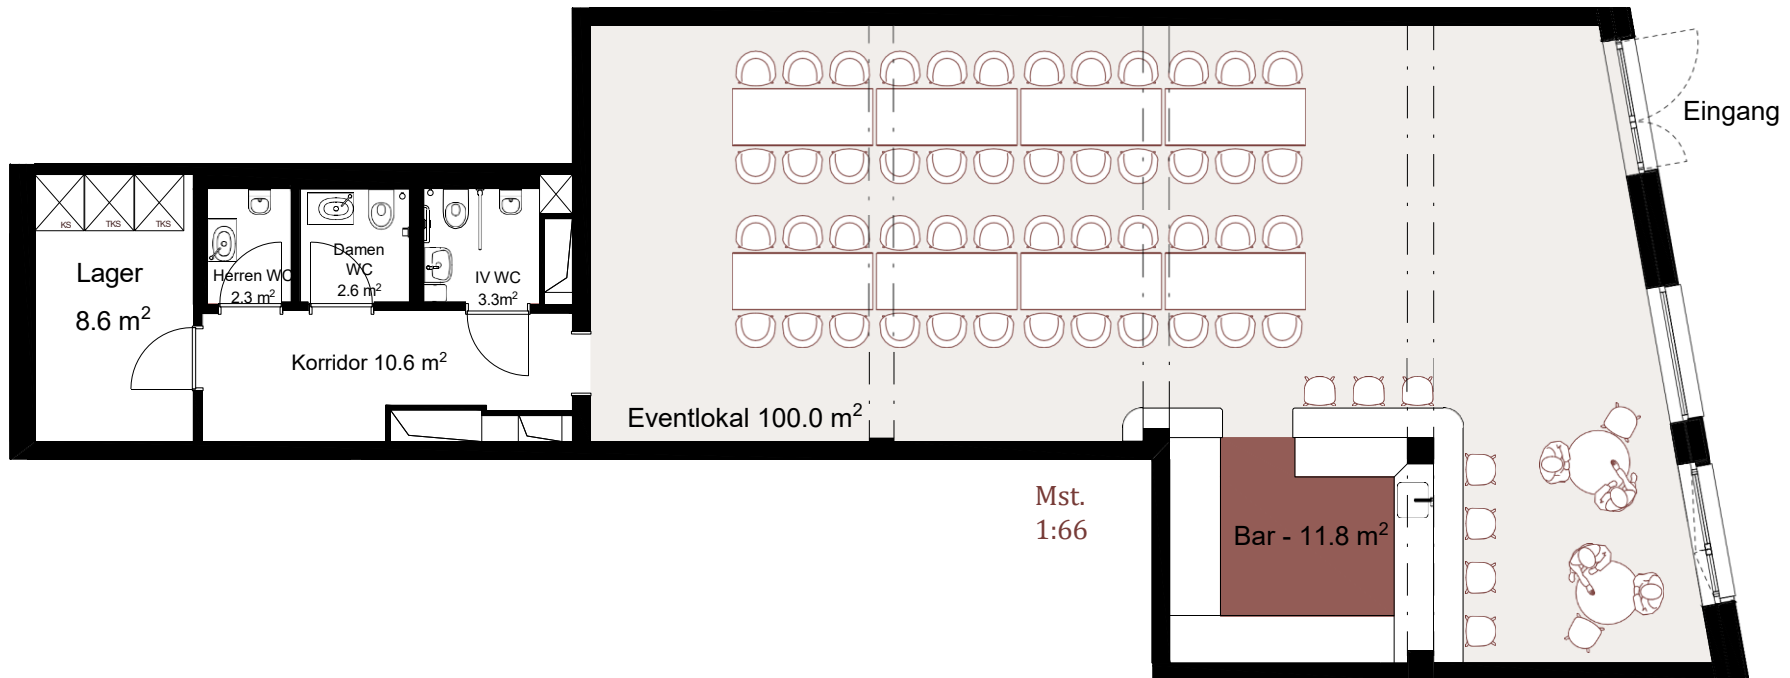 Eingang
KS
TKS
TKS
Lager
8.6 m²
Herren WC
2.3 m²
Damen
WC
2.6 m²
IV WC
3.3m²
Korridor 10.6 m²
Eventlokal 100.0 m²
Mst.
1:66
Bar - 11.8 m²